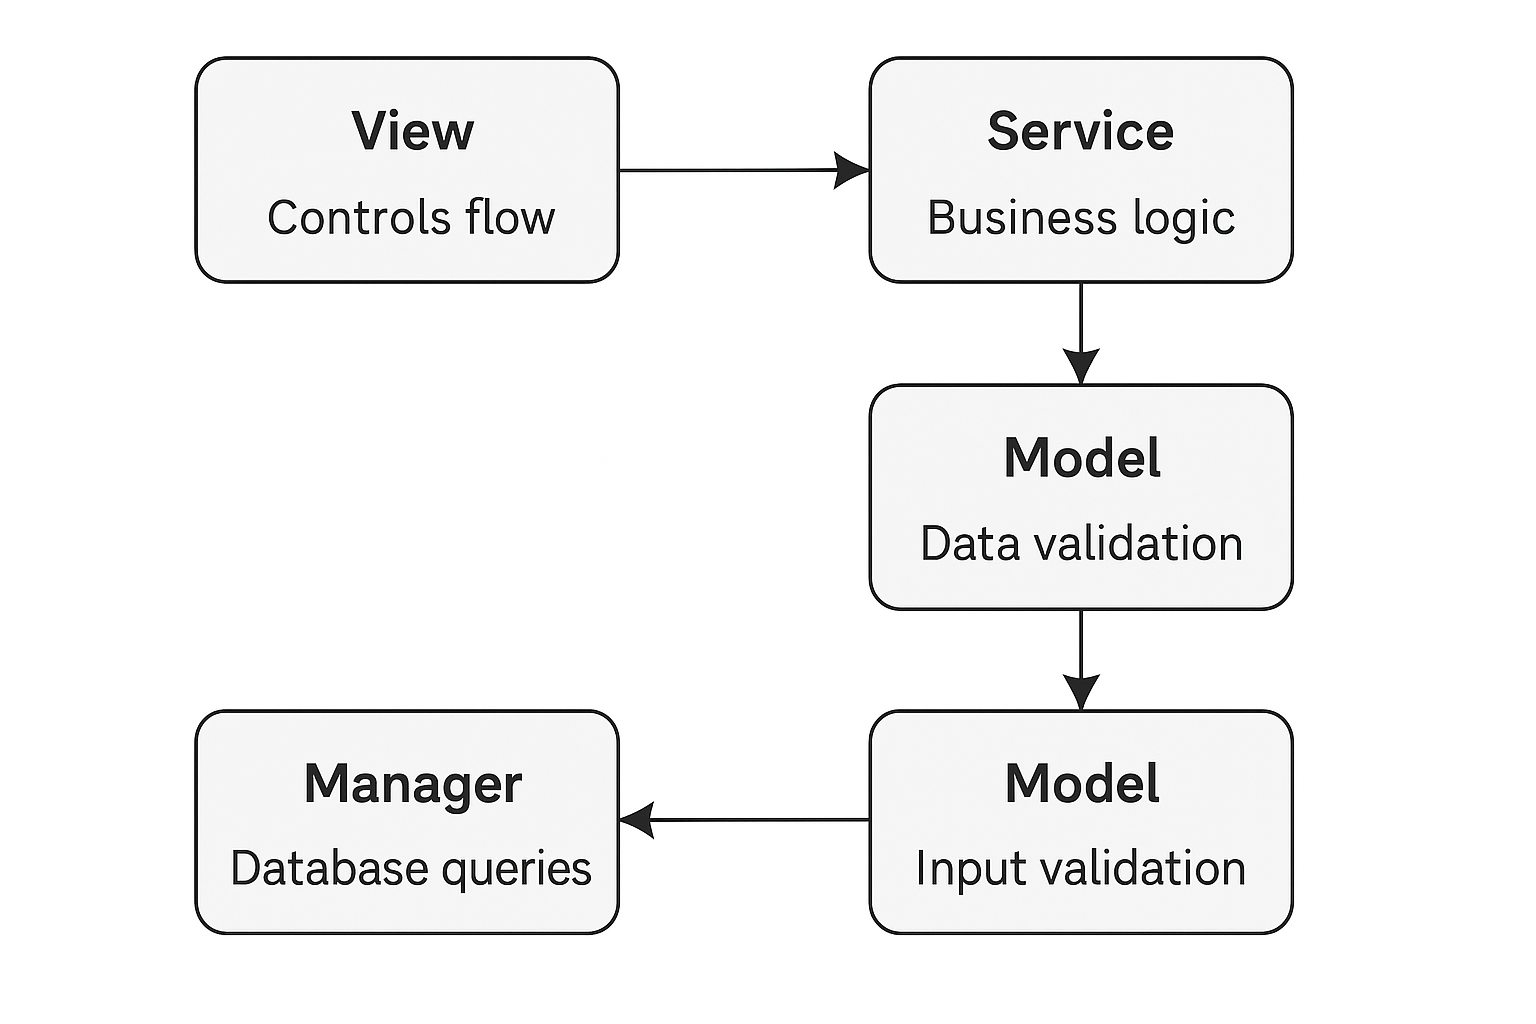 View
Controls flow
Service
Business logic
Model
Data validation
Model
Input validation
Manager
Database queries